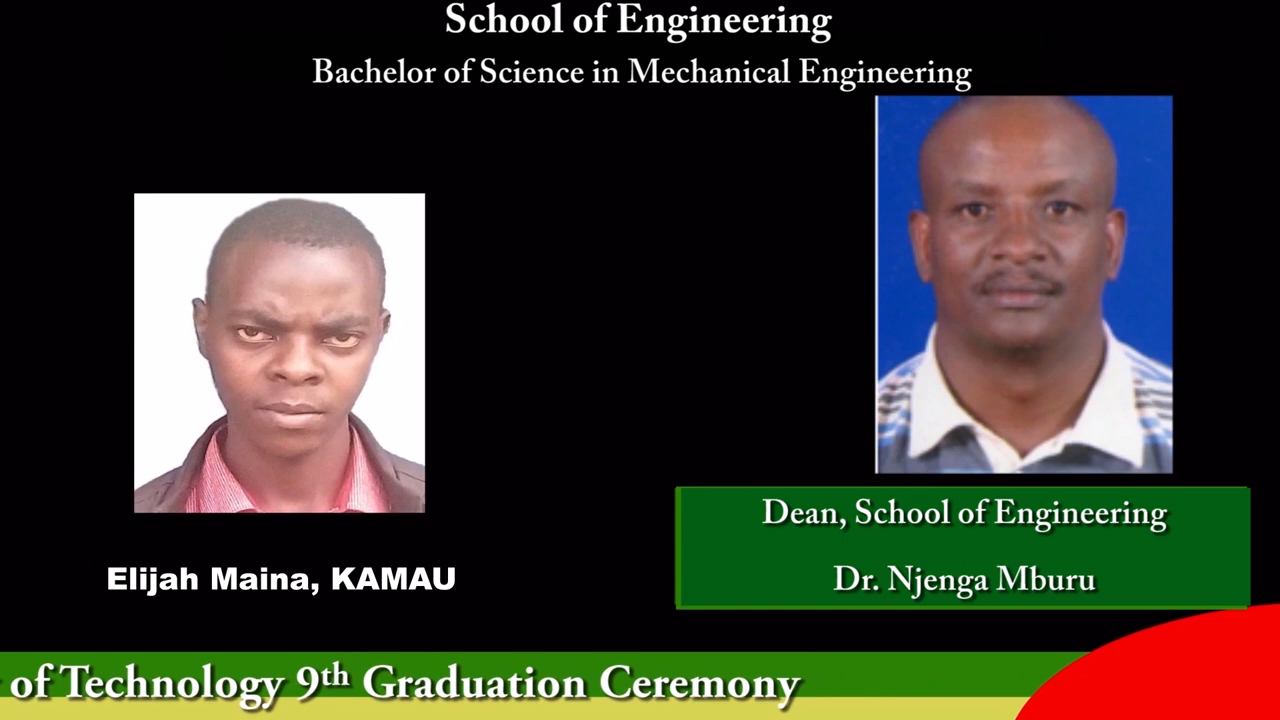 School of Engineering
Bachelor of Science in Mechanical Engineering
Elijah Maina, KAMAU
Dean, School of Engineering
Dr. Njenga Mburu
of Technology 9th Graduation Ceremony